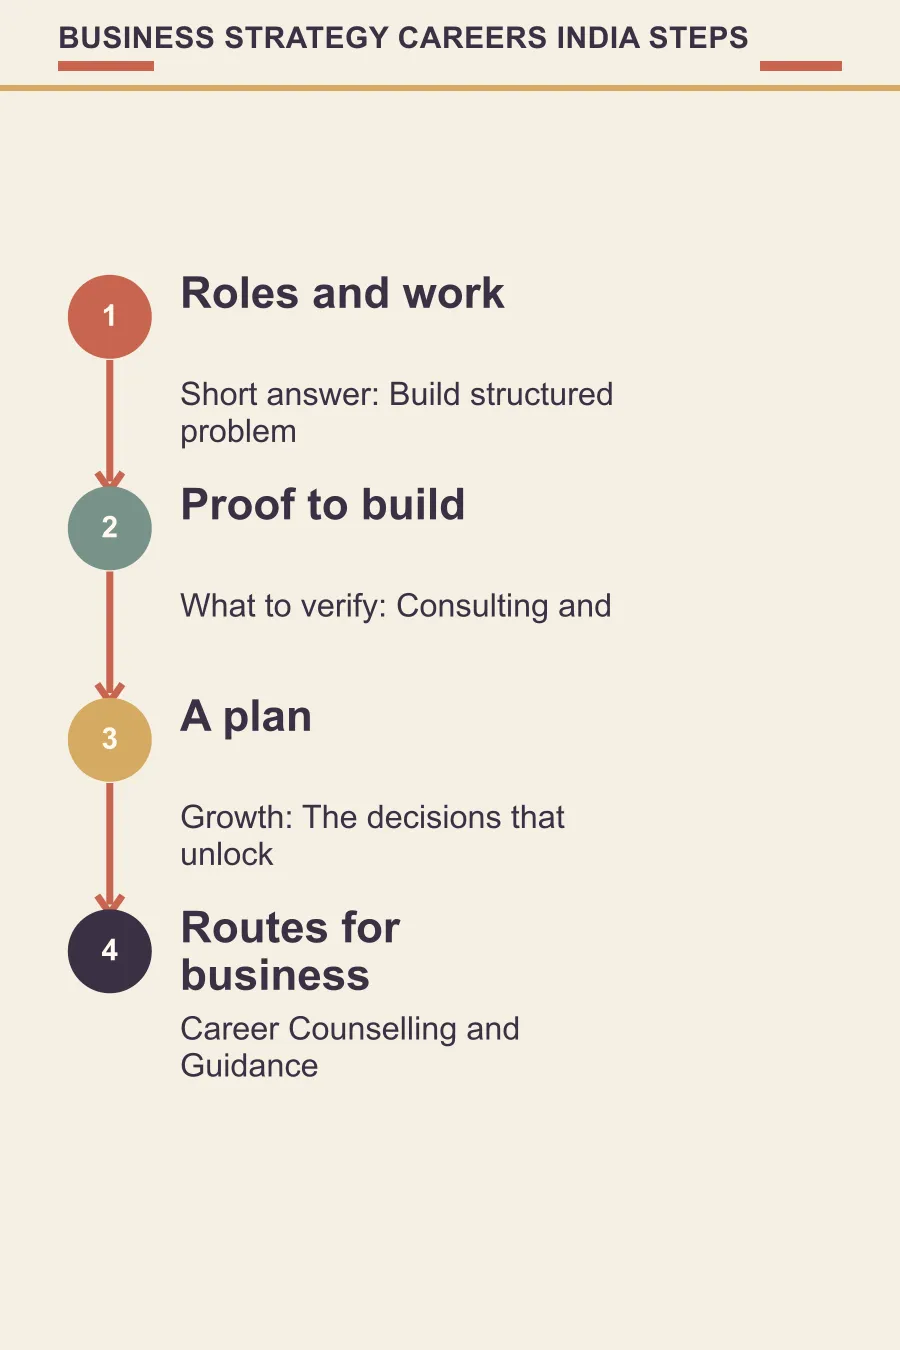 BUSINESS STRATEGY CAREERS INDIA STEPS
1
Roles and work
Short answer: Build structured
problem
2
Proof to build
What to verify: Consulting and
3
A plan
Growth: The decisions that
unlock
4
Routes for
business
Career Counselling and
Guidance